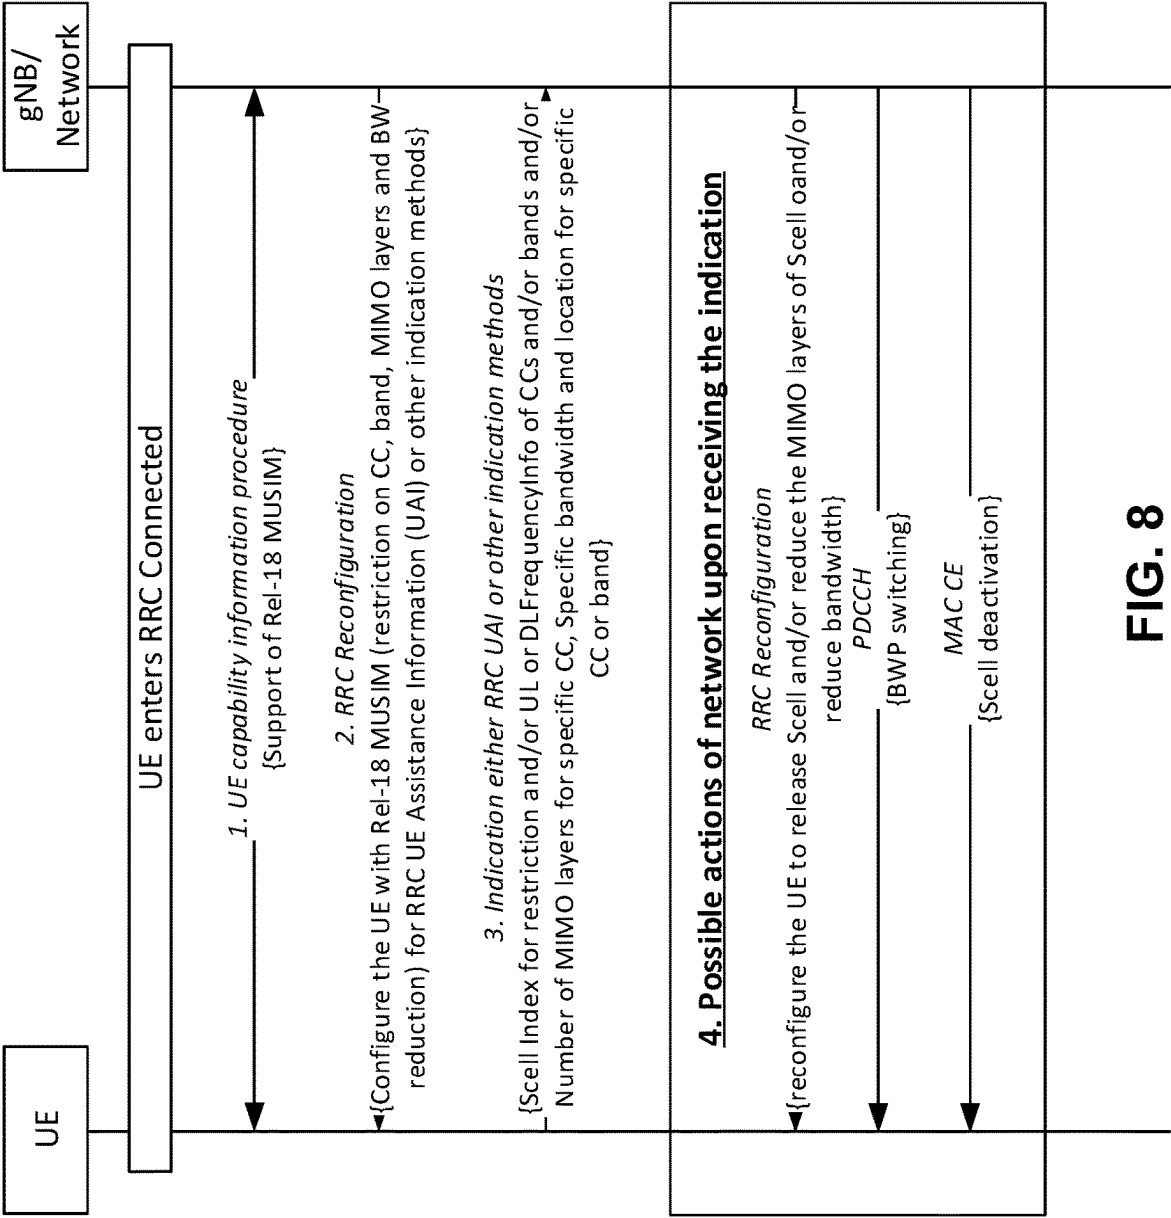 UE
gNB/
Network
UE enters RRC Connected
1. UE capability information procedure
{Support of Rel-18 MUSIM}
2. RRC Reconfiguration
{Configure the UE with Rel-18 MUSIM (restriction on CC, band, MIMO layers and BW
reduction) for RRC UE Assistance Information (UAI) or other indication methods}
3. Indication either RRC UAI or other indication methods
{Scell Index for restriction and/or UL or DLFrequencyInfo of CCs and/or bands and/or
Number of MIMO layers for specific CC, Specific bandwidth and location for specific
CC or band}
4. Possible actions of network upon receiving the indication
RRC Reconfiguration
{reconfigure the UE to release Scell and/or reduce the MIMO layers of Scell oand/or
reduce bandwidth}
PDCCH
{BWP switching}
MAC CE
{Scell deactivation}
FIG. 8